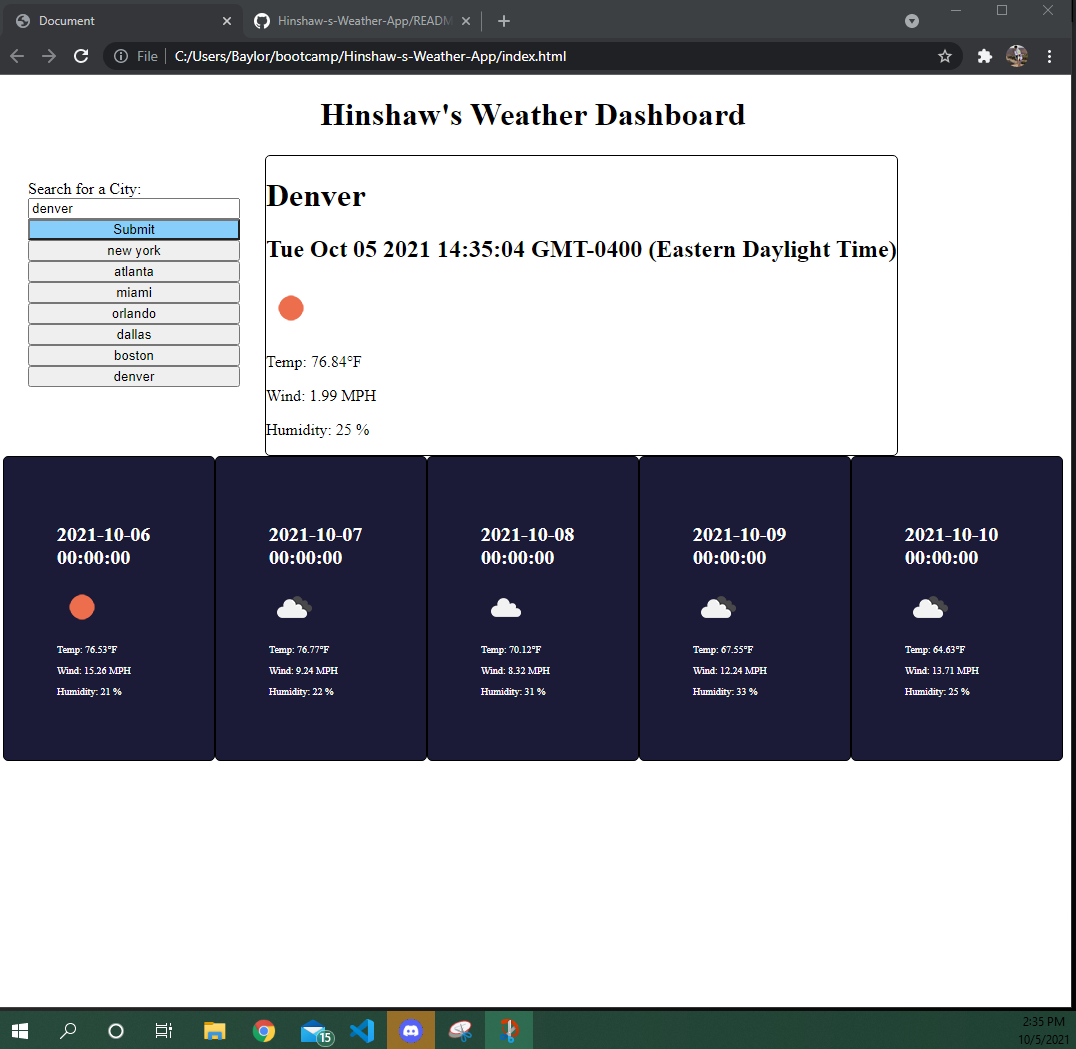 Document
Hinshaw-s-Weather-App/READM
File
C:/Users/Baylor/bootcamp/Hinshaw-s-Weather-App/index.html
Hinshaw's Weather Dashboard
Search for a City:
denver
Submit
new york
atlanta
miami
orlando
dallas
boston
denver
Denver
Tue Oct 05 2021 14:35:04 GMT-0400 (Eastern Daylight Time)
Temp: 76.84°F
Wind: 1.99 MPH
Humidity: 25 %
2021-10-06
00:00:00
Temp: 76.53°F
Wind: 15.26 MPH
Humidity: 21 %
2021-10-07
00:00:00
Temp: 76.77°F
Wind: 9.24 MPH
Humidity: 22 %
2021-10-08
00:00:00
Temp: 70.12°F
Wind: 8.32 MPH
Humidity: 31 %
2021-10-09
00:00:00
Temp: 67.55°F
Wind: 12.24 MPH
Humidity: 33 %
2021-10-10
00:00:00
Temp: 64.63°F
Wind: 13.71 MPH
Humidity: 25 %
15
2:35 PM
10/5/2021